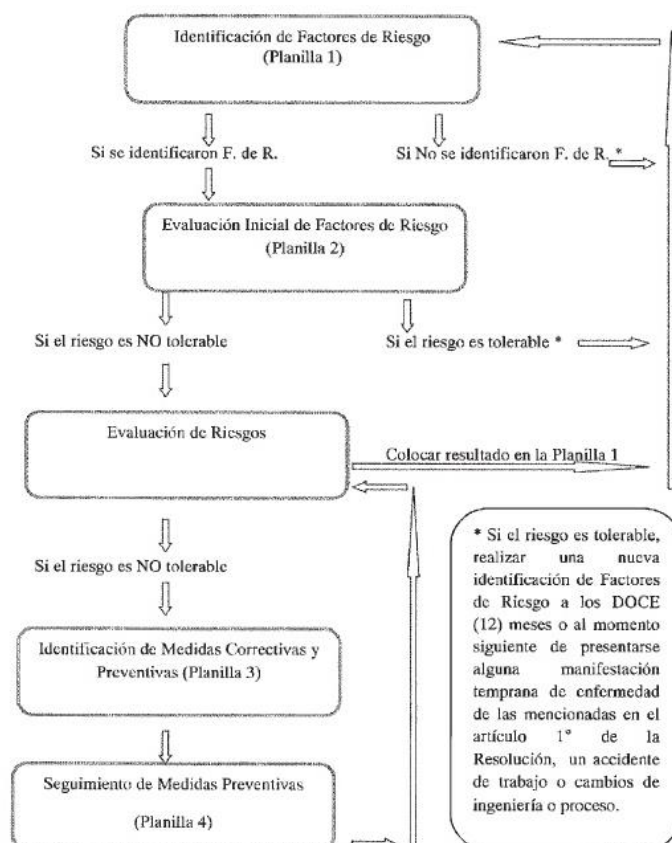 Identificación de Factores de Riesgo
(Planilla 1)
Si se identificaron F. de R.
Si No se identificaron F. de R. *
Evaluación Inicial de Factores de Riesgo
(Planilla 2)
Si el riesgo es NO tolerable
Si el riesgo es tolerable *
Evaluación de Riesgos
Colocar resultado en la Planilla 1
Si el riesgo es NO tolerable
Identificación de Medidas Correctivas y
Preventivas (Planilla 3)
Seguimiento de Medidas Preventivas
(Planilla 4)
* Si el riesgo es tolerable,
realizar una nueva
identificación de Factores
de Riesgo a los DOCE
(12) meses o al momento
siguiente de presentarse
alguna manifestación
temprana de enfermedad
de las mencionadas en el
artículo 1° de la
Resolución, un accidente
de trabajo o cambios de
ingeniería o proceso.